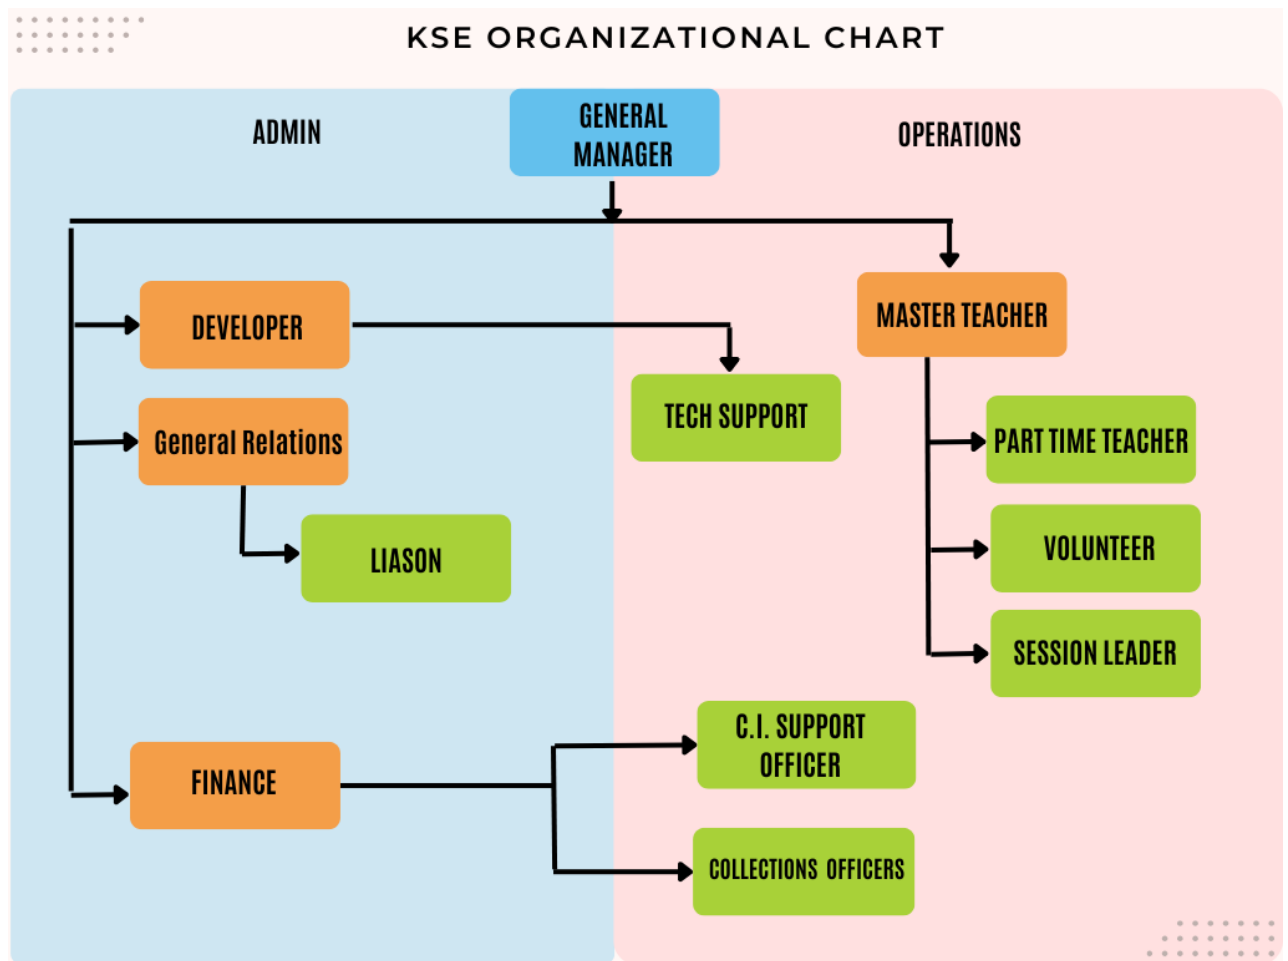 KSE ORGANIZATIONAL CHART
ADMIN
GENERAL
MANAGER
OPERATIONS
DEVELOPER
MASTER TEACHER
TECH SUPPORT
General Relations
PART TIME TEACHER
LIASON
VOLUNTEER
SESSION LEADER
C.I. SUPPORT
OFFICER
FINANCE
COLLECTIONS OFFICERS